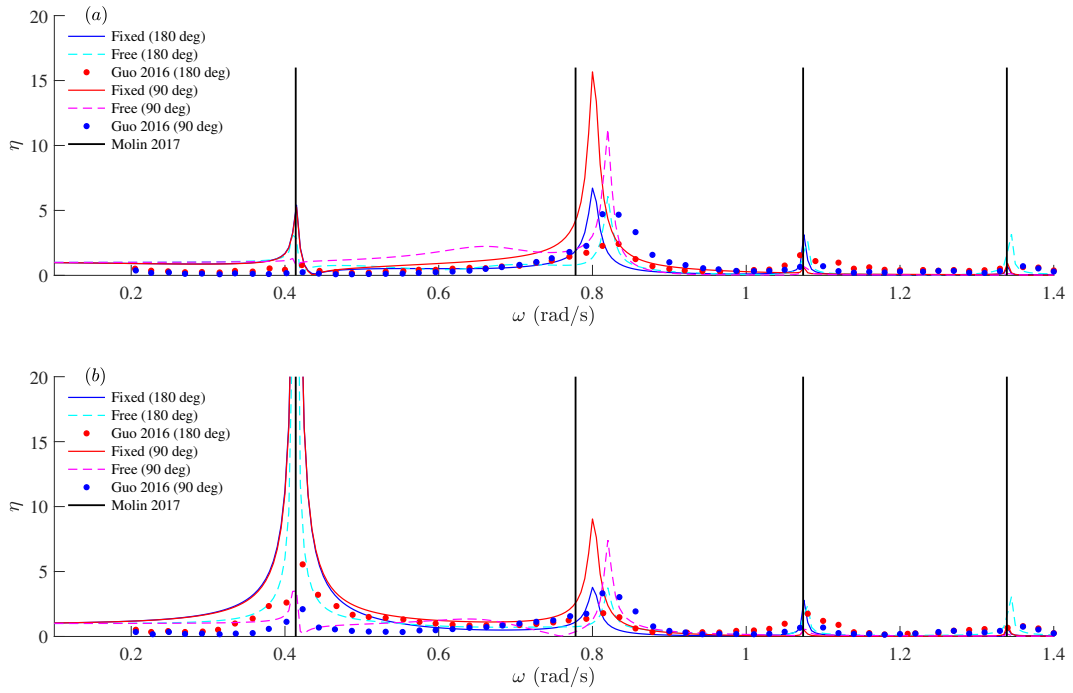 (a)
20
15
10
5
0
η
Fixed (180 deg)
Free (180 deg)
Guo 2016 (180 deg)
Fixed (90 deg)
Free (90 deg)
Guo 2016 (90 deg)
Molin 2017
0.2 0.4 0.6 0.8 1 1.2 1.4
ω (rad/s)
(b)
20
15
10
5
0
η
Fixed (180 deg)
Free (180 deg)
Guo 2016 (180 deg)
Fixed (90 deg)
Free (90 deg)
Guo 2016 (90 deg)
Molin 2017
0.2 0.4 0.6 0.8 1 1.2 1.4
ω (rad/s)